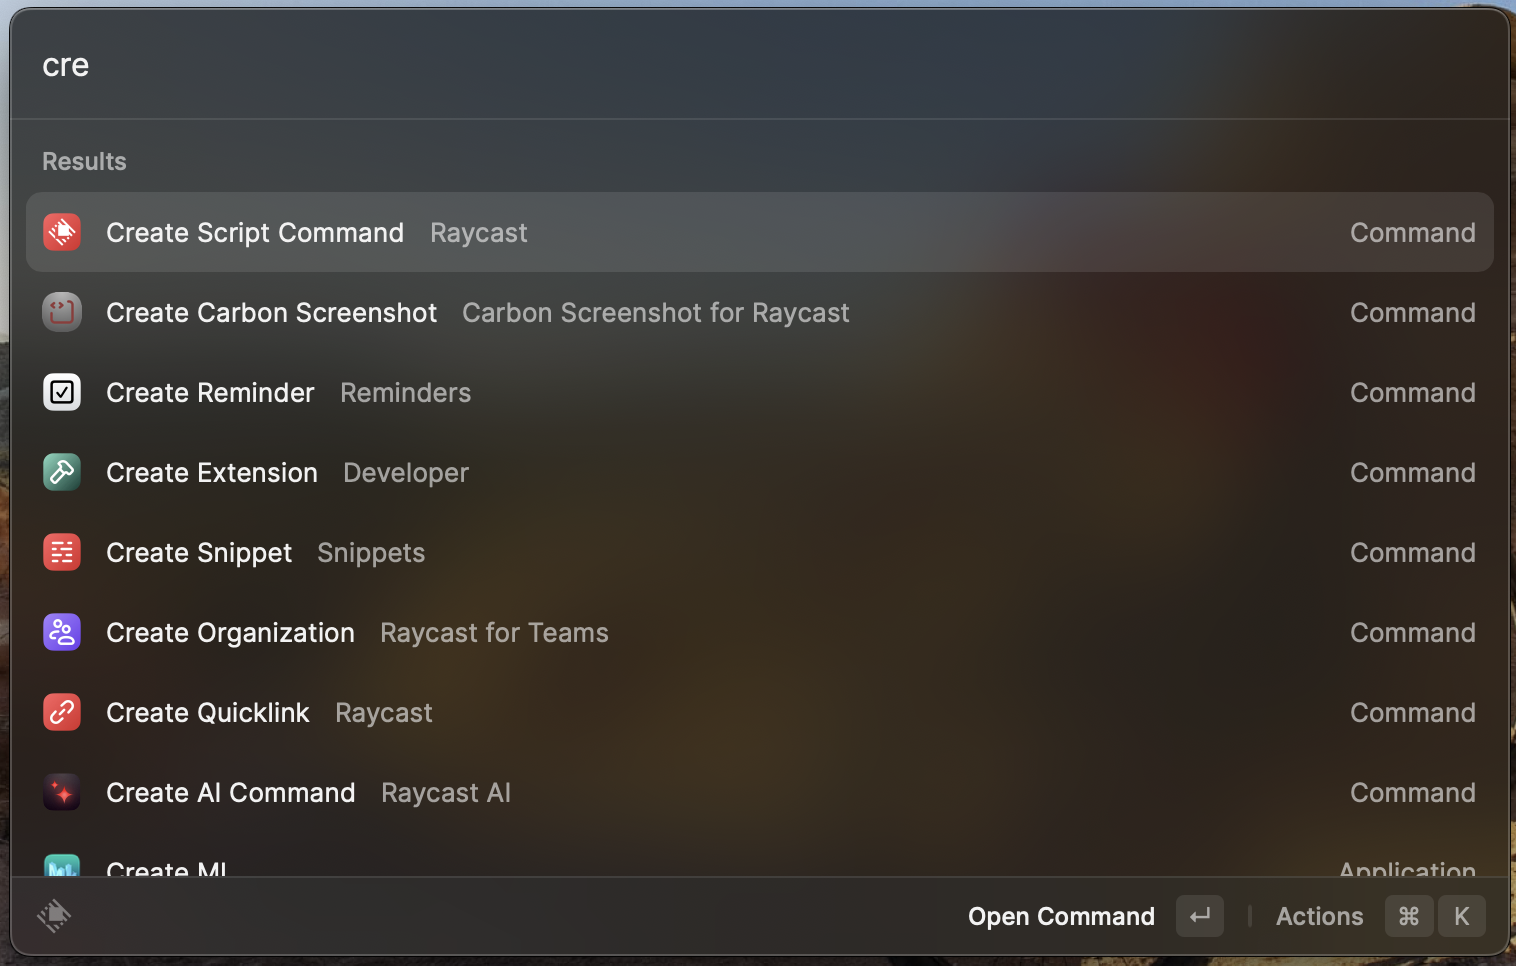 cre
Results
Create Script Command Raycast Command
Create Carbon Screenshot Carbon Screenshot for Raycast Command
Create Reminder Reminders Command
Create Extension Developer Command
Create Snippet Snippets Command
Create Organization Raycast for Teams Command
Create Quicklink Raycast Command
Create AI Command Raycast AI Command
Create ML Application
Open Command ↵ | Actions ⌘ K